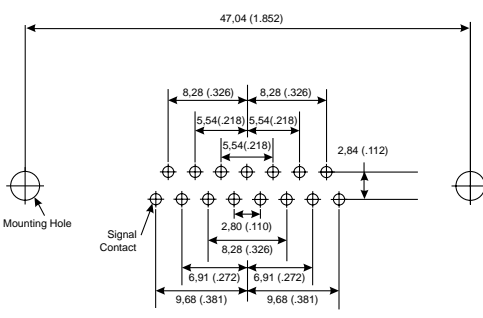 47,04 (1.852)
8,28 (.326) 8,28 (.326)
5,54(.218) 5,54(.218)
5,54(.218)
2,84 (.112)
Mounting Hole
Signal
Contact
2,80 (.110)
8,28 (.326)
6,91 (.272) 6,91 (.272)
9,68 (.381) 9,68 (.381)